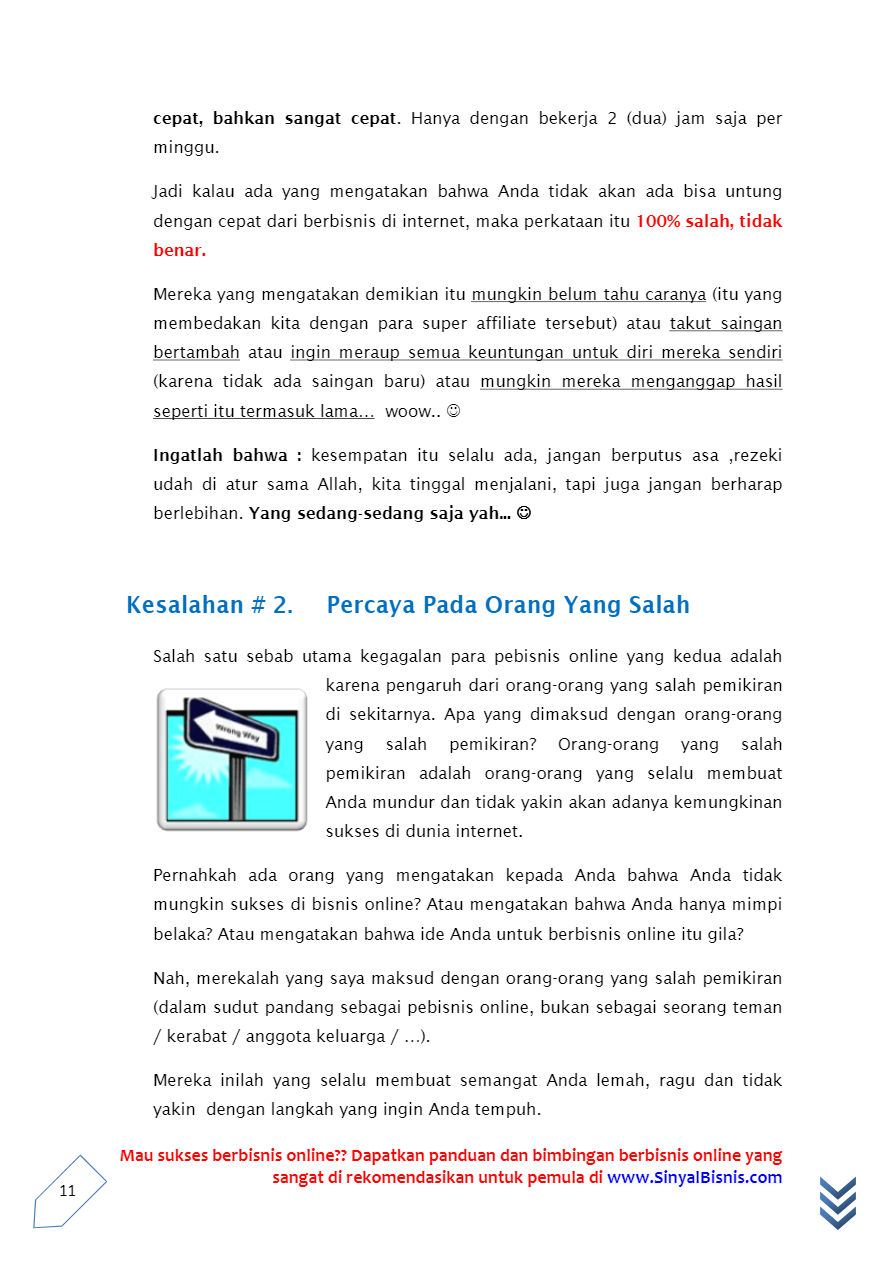 cepat, bahkan sangat cepat. Hanya dengan bekerja 2 (dua) jam saja per
minggu.
Jadi kalau ada yang mengatakan bahwa Anda tidak akan ada bisa untung
dengan cepat dari berbisnis di internet, maka perkataan itu 100% salah, tidak
benar.
Mereka yang mengatakan demikian itu mungkin belum tahu caranya (itu yang
membedakan kita dengan para super affiliate tersebut) atau takut saingan
bertambah atau ingin meraup semua keuntungan untuk diri mereka sendiri
(karena tidak ada saingan baru) atau mungkin mereka menganggap hasil
seperti itu termasuk lama… woow.. ☺
Ingatlah bahwa : kesempatan itu selalu ada, jangan berputus asa ,rezeki
udah di atur sama Allah, kita tinggal menjalani, tapi juga jangan berharap
berlebihan. Yang sedang-sedang saja yah… ☺
Kesalahan # 2. Percaya Pada Orang Yang Salah
Salah satu sebab utama kegagalan para pebisnis online yang kedua adalah
karena pengaruh dari orang-orang yang salah pemikiran
di sekitarnya. Apa yang dimaksud dengan orang-orang
yang salah pemikiran? Orang-orang yang salah
pemikiran adalah orang-orang yang selalu membuat
Anda mundur dan tidak yakin akan adanya kemungkinan
sukses di dunia internet.
Wrong Way
Pernahkah ada orang yang mengatakan kepada Anda bahwa Anda tidak
mungkin sukses di bisnis online? Atau mengatakan bahwa Anda hanya mimpi
belaka? Atau mengatakan bahwa ide Anda untuk berbisnis online itu gila?
Nah, merekalah yang saya maksud dengan orang-orang yang salah pemikiran
(dalam sudut pandang sebagai pebisnis online, bukan sebagai seorang teman
/ kerabat / anggota keluarga / …).
Mereka inilah yang selalu membuat semangat Anda lemah, ragu dan tidak
yakin dengan langkah yang ingin Anda tempuh.
Mau sukses berbisnis online?? Dapatkan panduan dan bimbingan berbisnis online yang
sangat di rekomendasikan untuk pemula di www.SinyalBisnis.com
11